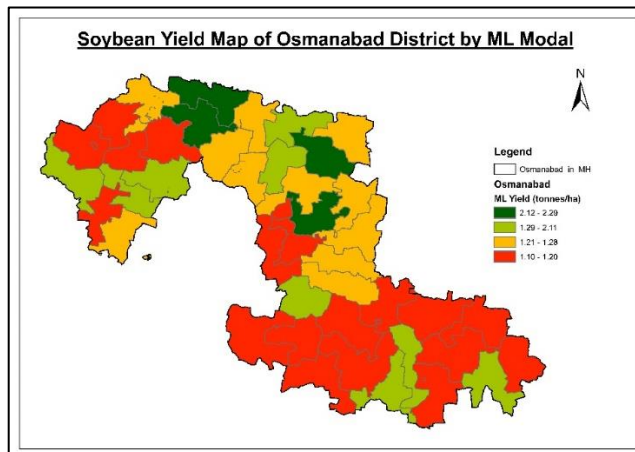 Soybean Yield Map of Osmanabad District by ML Modal
N
Legend
Osmanabad in MH
Osmanabad
ML Yield (tonnes/ha)
2.12 - 2.29
1.29 - 2.11
1.21 - 1.28
1.10 - 1.20